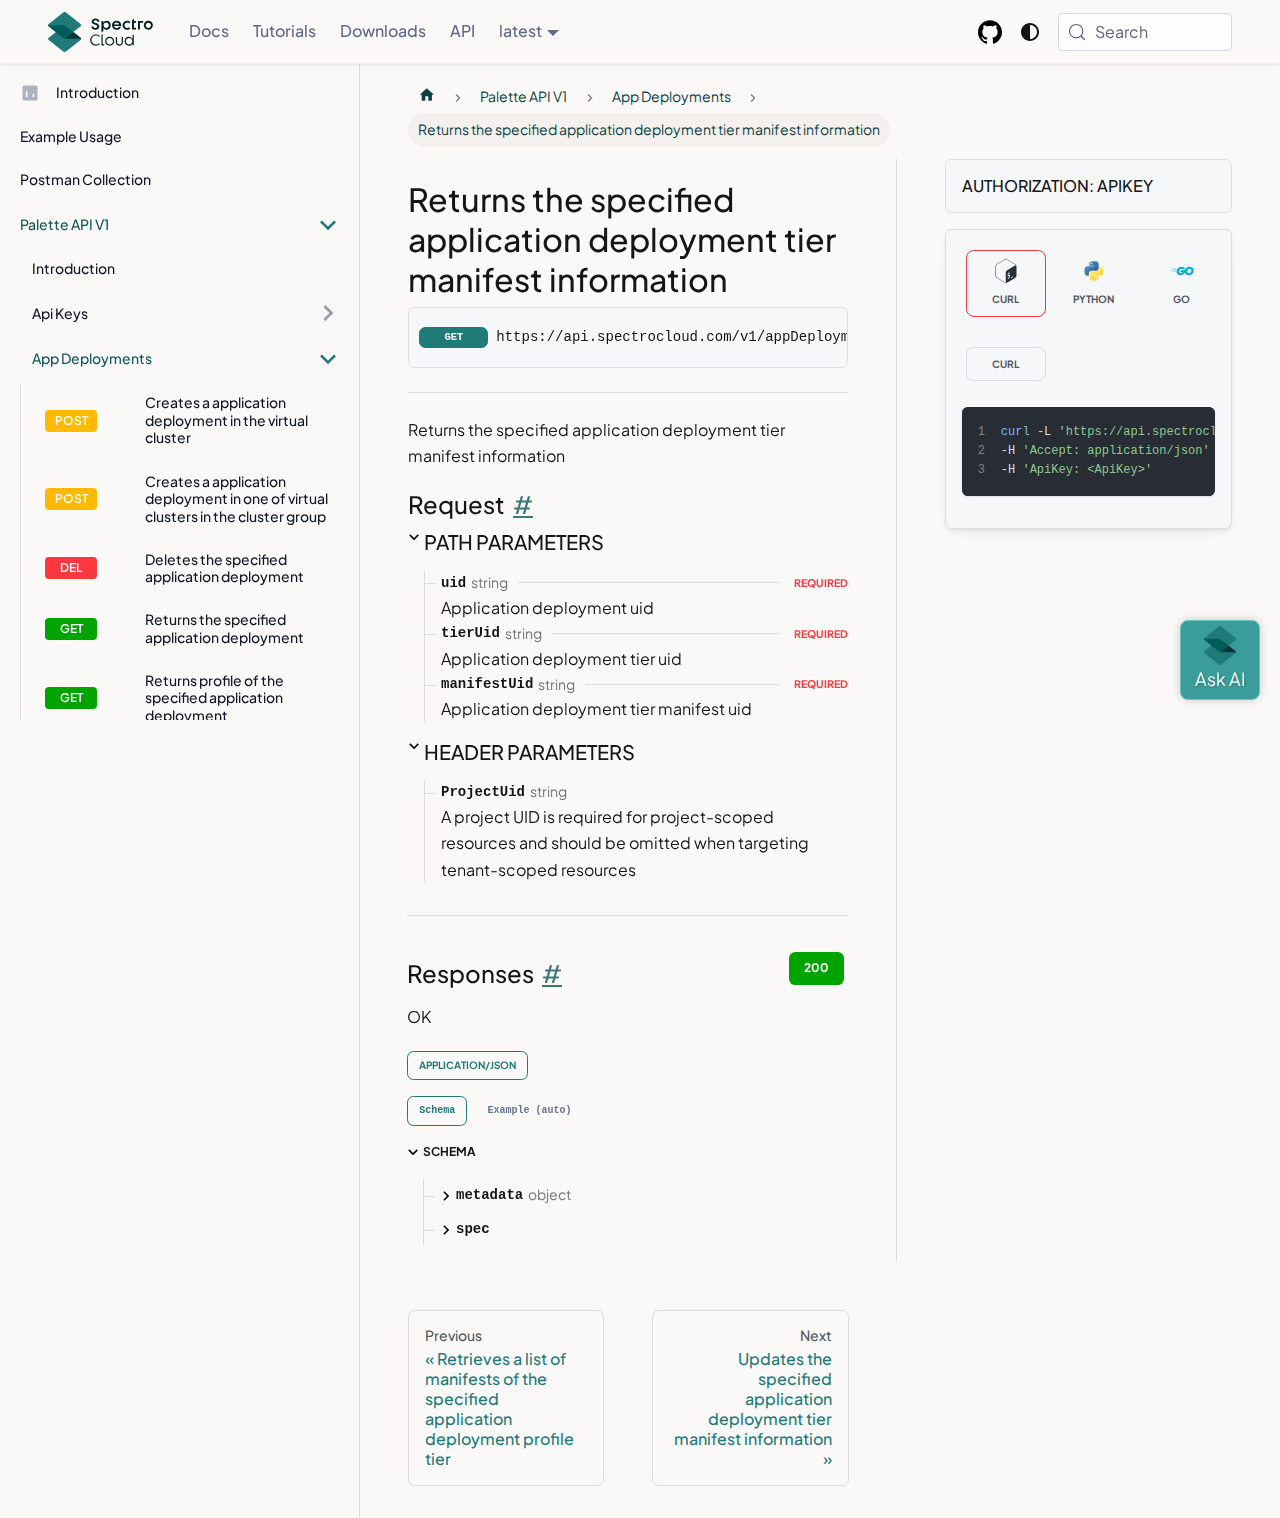 Spectro Cloud
Docs
Tutorials
Downloads
API
latest
Search
Introduction
Example Usage
Postman Collection
Palette API V1
Introduction
Api Keys
App Deployments
POST
Creates a application
deployment in the virtual
cluster
POST
Creates a application
deployment in one of virtual
clusters in the cluster group
DEL
Deletes the specified
application deployment
GET
Returns the specified
application deployment
GET
Returns profile of the
specified application
deployment
Palette API V1
App Deployments
Returns the specified application deployment tier manifest information
Returns the specified
application deployment tier
manifest information
GET https://api.spectrocloud.com/v1/appDeploym
Returns the specified application deployment tier
manifest information
Request #
PATH PARAMETERS
uid string REQUIRED
Application deployment uid
tierUid string REQUIRED
Application deployment tier uid
manifestUid string REQUIRED
Application deployment tier manifest uid
HEADER PARAMETERS
ProjectUid string
A project UID is required for project-scoped
resources and should be omitted when targeting
tenant-scoped resources
Responses #
200
OK
APPLICATION/JSON
Schema
Example (auto)
SCHEMA
metadata object
spec
Previous
« Retrieves a list of
manifests of the
specified
application
deployment profile
tier
Next
Updates the
specified
application
deployment tier
manifest information
»
AUTHORIZATION: APIKEY
CURL
PYTHON
GO
CURL
1 curl -L 'https://api.spectrocl
2 -H 'Accept: application/json'
3 -H 'ApiKey: <ApiKey>'
Ask AI